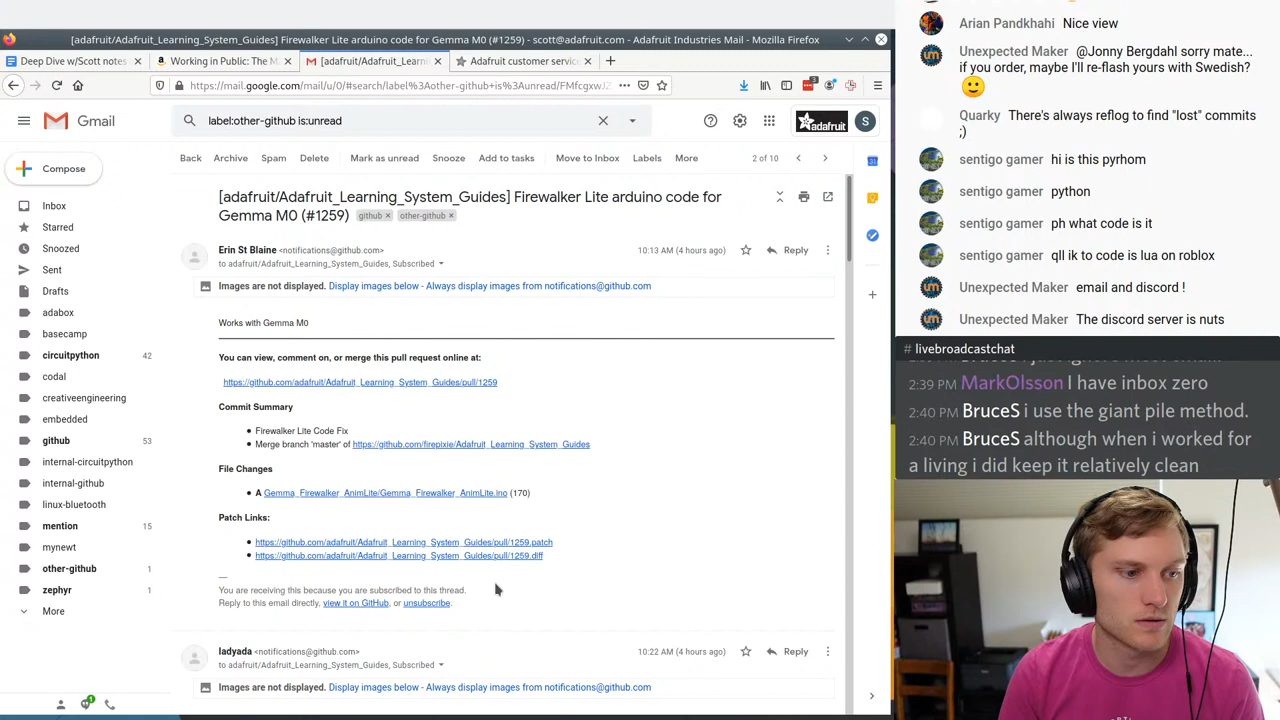 [adafruit/Adafruit_Learning_System_Guides] Firewalker Lite arduino code for Gemma M0 (#1259) - scott@adafruit.com - Adafruit Industries Mail - Mozilla Firefox
Deep Dive w/Scott notes
Working in Public: The M
[adafruit/Adafruit_Learni
Adafruit customer servic
https://mail.google.com/mail/u/0/#search/label%3Aother-github+is%3Aunread/FMfcgxwJZ
3
Gmail
label:other-github is:unread
adafruit
S
Compose
Back
Archive
Spam
Delete
Mark as unread
Snooze
Add to tasks
Move to Inbox
Labels
More
2 of 10
Inbox
Starred
Snoozed
Sent
Drafts
adabox
basecamp
circuitpython 42
codal
creativeengineering
embedded
github 53
internal-circuitpython
internal-github
linux-bluetooth
mention 15
mynewt
other-github 1
zephyr 1
More
1
[adafruit/Adafruit_Learning_System_Guides] Firewalker Lite arduino code for
Gemma M0 (#1259) github x other-github x
Erin St Blaine <notifications@github.com>
10:13 AM (4 hours ago)
Reply
to adafruit/Adafruit_Learning_System_Guides, Subscribed
Images are not displayed. Display images below - Always display images from notifications@github.com
Works with Gemma M0
You can view, comment on, or merge this pull request online at:
https://github.com/adafruit/Adafruit_Learning_System_Guides/pull/1259
Commit Summary
Firewalker Lite Code Fix
Merge branch 'master' of https://github.com/firepixie/Adafruit_Learning_System_Guides
File Changes
A Gemma_Firewalker_AnimLite/Gemma_Firewalker_AnimLite.ino (170)
Patch Links:
https://github.com/adafruit/Adafruit_Learning_System_Guides/pull/1259.patch
https://github.com/adafruit/Adafruit_Learning_System_Guides/pull/1259.diff
—
You are receiving this because you are subscribed to this thread.
Reply to this email directly, view it on GitHub, or unsubscribe.
ladyada <notifications@github.com>
10:22 AM (4 hours ago)
Reply
to adafruit/Adafruit_Learning_System_Guides, Subscribed
Images are not displayed. Display images below - Always display images from notifications@github.com
Arian Pandkhahi Nice view
Unexpected Maker @Jonny Bergdahl sorry mate...
if you order, maybe I'll re-flash yours with Swedish?
Quarky There's always reflog to find "lost" commits
;)
sentigo gamer hi is this pyrhom
sentigo gamer python
sentigo gamer ph what code is it
sentigo gamer qll ik to code is lua on roblox
Unexpected Maker email and discord !
Unexpected Maker The discord server is nuts
# livebroadcastchat
2:39 PM MarkOlsson I have inbox zero
2:40 PM BruceS i use the giant pile method.
2:40 PM BruceS although when i worked for
a living i did keep it relatively clean